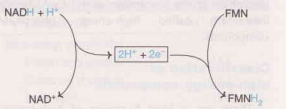 NADH + H⁺ FMN
2H⁺ + 2e⁻
NAD⁺ FMNH₂